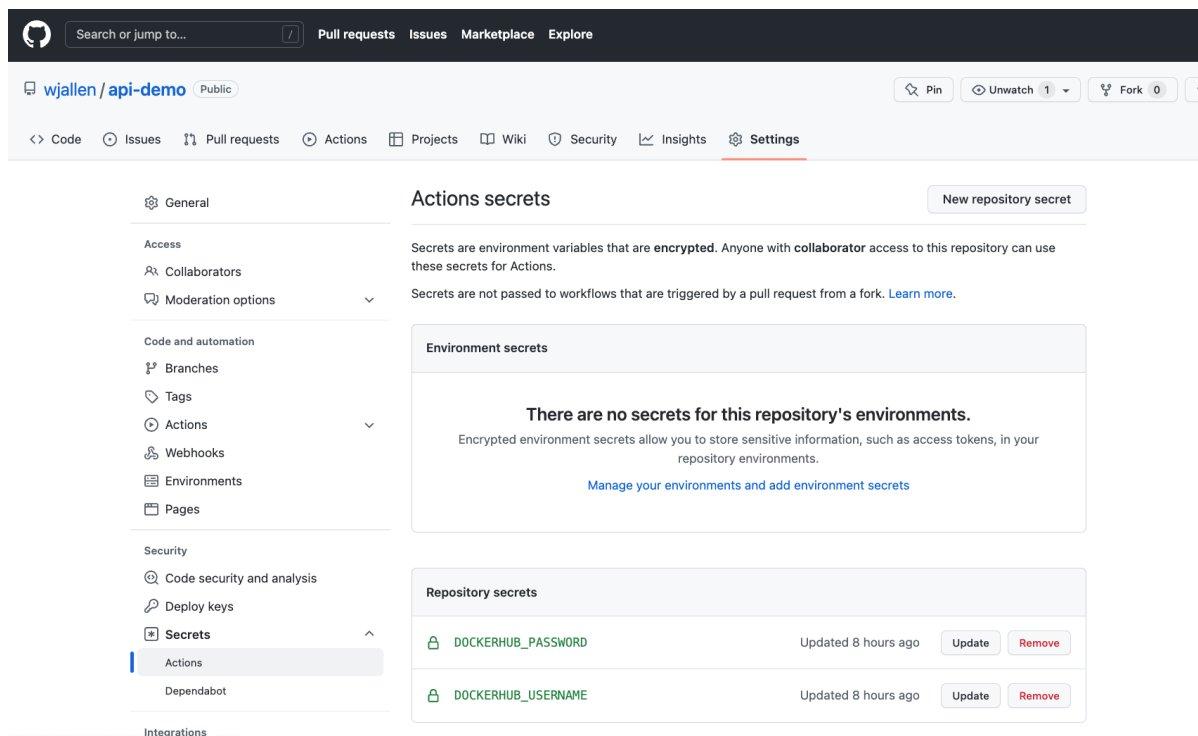 Search or jump to... /
Pull requests Issues Marketplace Explore
wjallen / api-demo Public
Pin Unwatch 1 Fork 0
Code Issues Pull requests Actions Projects Wiki Security Insights Settings
General
Access
Collaborators
Moderation options
Code and automation
Branches
Tags
Actions
Webhooks
Environments
Pages
Security
Code security and analysis
Deploy keys
Secrets
Actions
Dependabot
Integrations
Actions secrets
New repository secret
Secrets are environment variables that are encrypted. Anyone with collaborator access to this repository can use
these secrets for Actions.
Secrets are not passed to workflows that are triggered by a pull request from a fork. Learn more.
Environment secrets
There are no secrets for this repository's environments.
Encrypted environment secrets allow you to store sensitive information, such as access tokens, in your
repository environments.
Manage your environments and add environment secrets
Repository secrets
DOCKERHUB_PASSWORD Updated 8 hours ago Update Remove
DOCKERHUB_USERNAME Updated 8 hours ago Update Remove